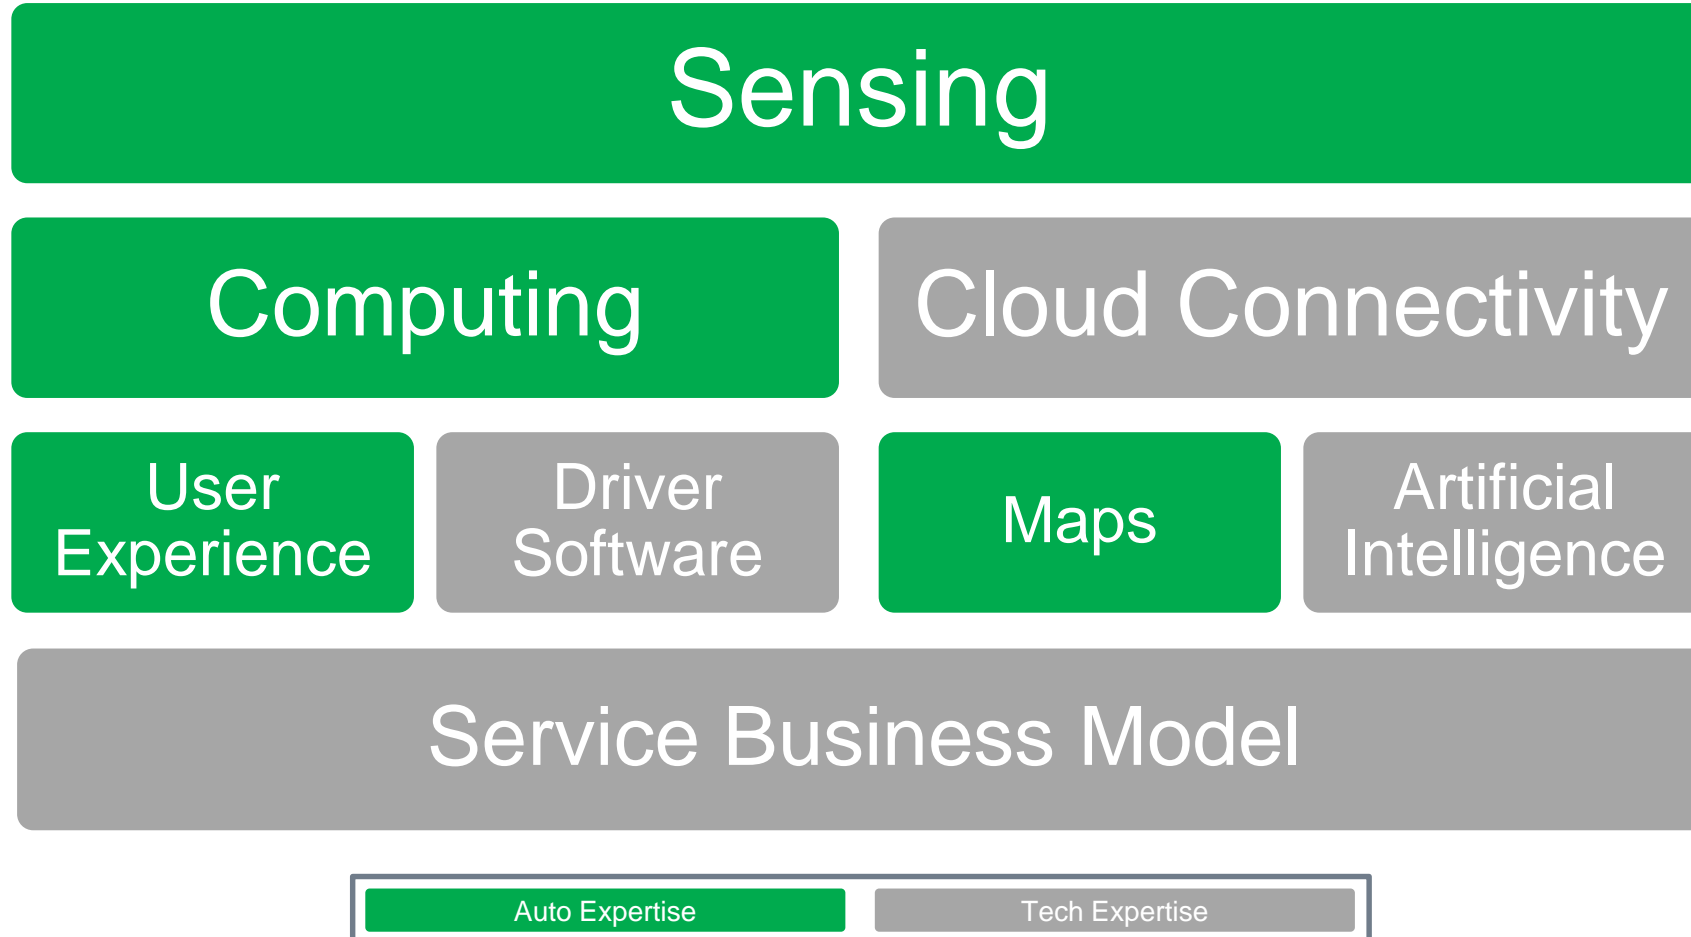 Sensing
Computing
Cloud Connectivity
User
Experience
Driver
Software
Maps
Artificial
Intelligence
Service Business Model
Auto Expertise
Tech Expertise